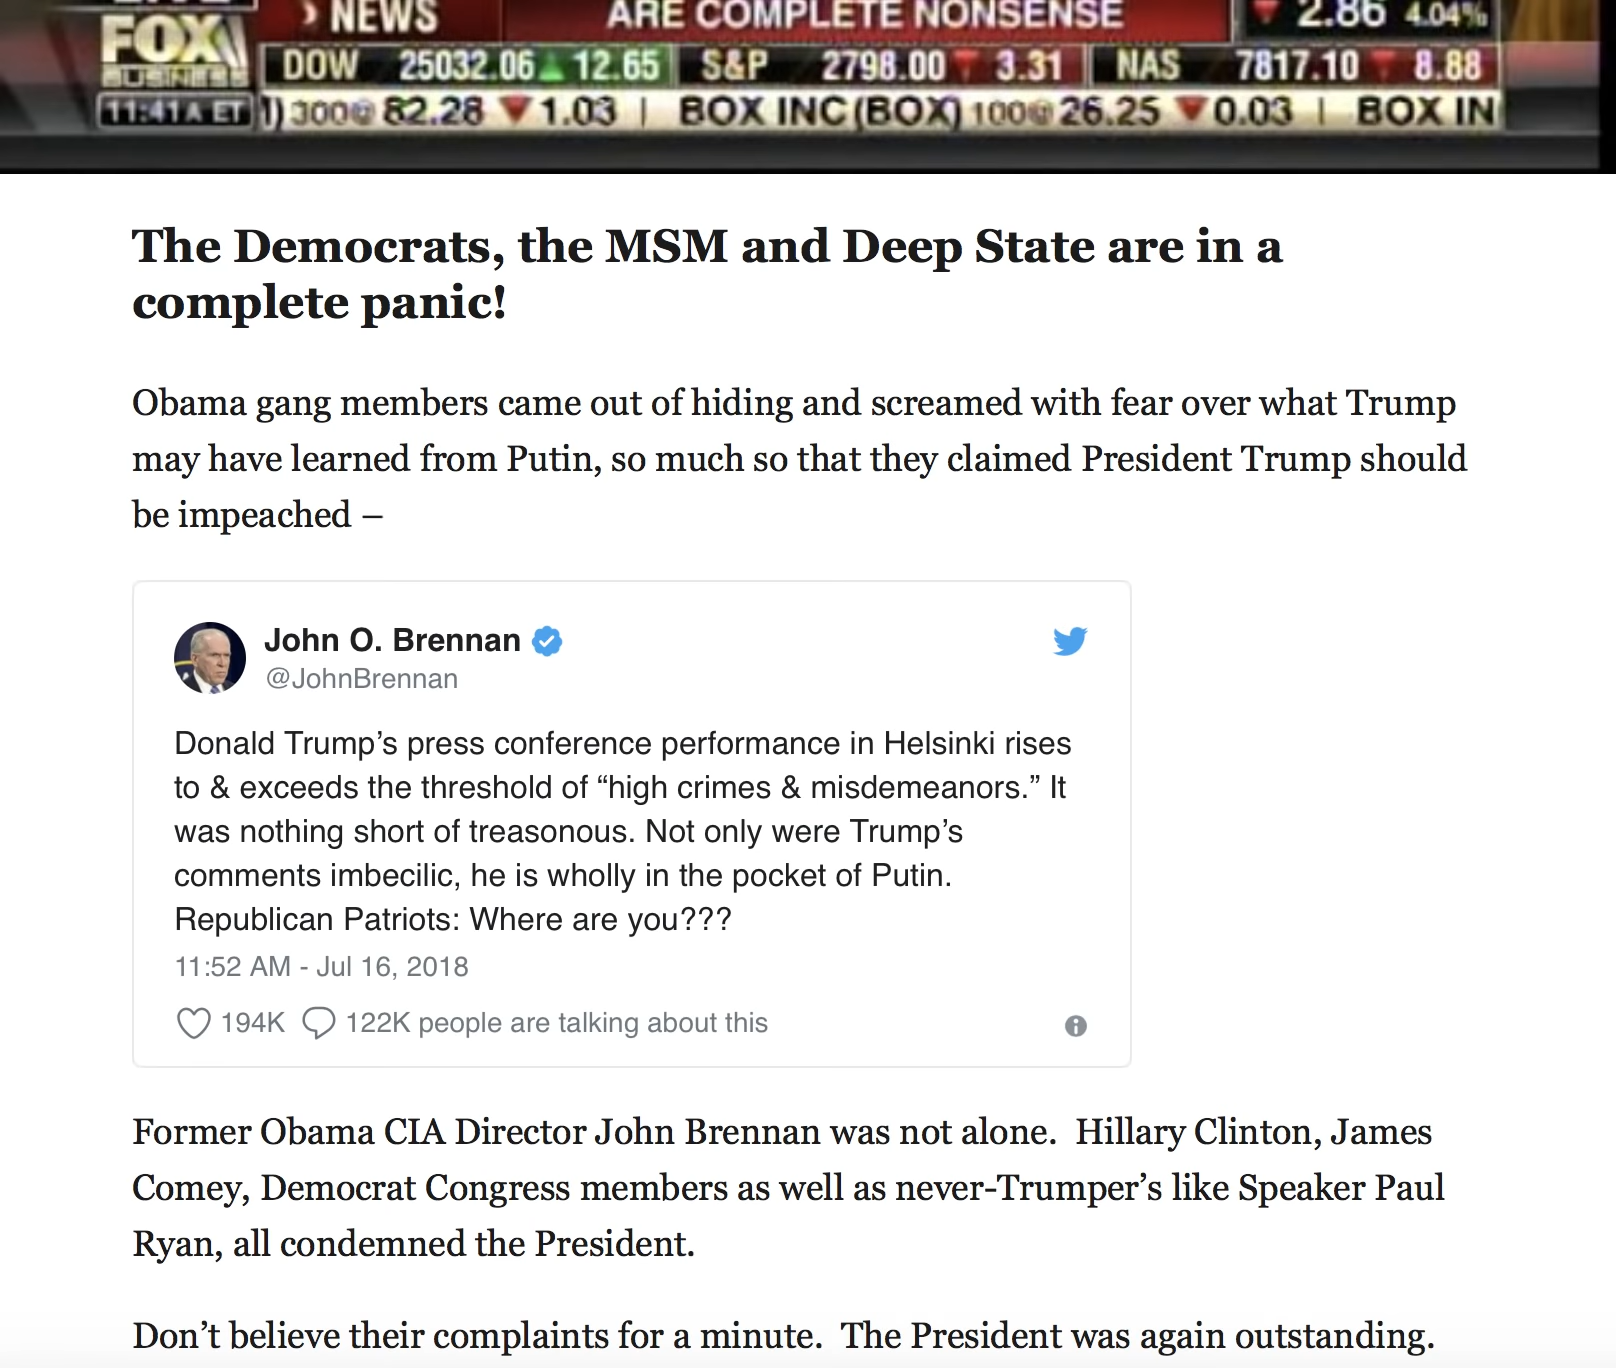 › NEWS
ARE COMPLETE NONSENSE
2.86 4.04%
FOX
BUSINESS
DOW 25032.06 ▲ 12.65
S&P 2798.00 ▼ 3.31
NAS 7817.10 ▼ 8.88
11:41A ET
1) 300@ 82.28 ▼ 1.03 | BOX INC (BOX) 100@ 26.25 ▼ 0.03 | BOX IN
The Democrats, the MSM and Deep State are in a
complete panic!
Obama gang members came out of hiding and screamed with fear over what Trump
may have learned from Putin, so much so that they claimed President Trump should
be impeached –
John O. Brennan
@JohnBrennan
Donald Trump’s press conference performance in Helsinki rises
to & exceeds the threshold of “high crimes & misdemeanors.” It
was nothing short of treasonous. Not only were Trump’s
comments imbecilic, he is wholly in the pocket of Putin.
Republican Patriots: Where are you???
11:52 AM - Jul 16, 2018
194K 122K people are talking about this
Former Obama CIA Director John Brennan was not alone. Hillary Clinton, James
Comey, Democrat Congress members as well as never-Trumper’s like Speaker Paul
Ryan, all condemned the President.
Don’t believe their complaints for a minute. The President was again outstanding.